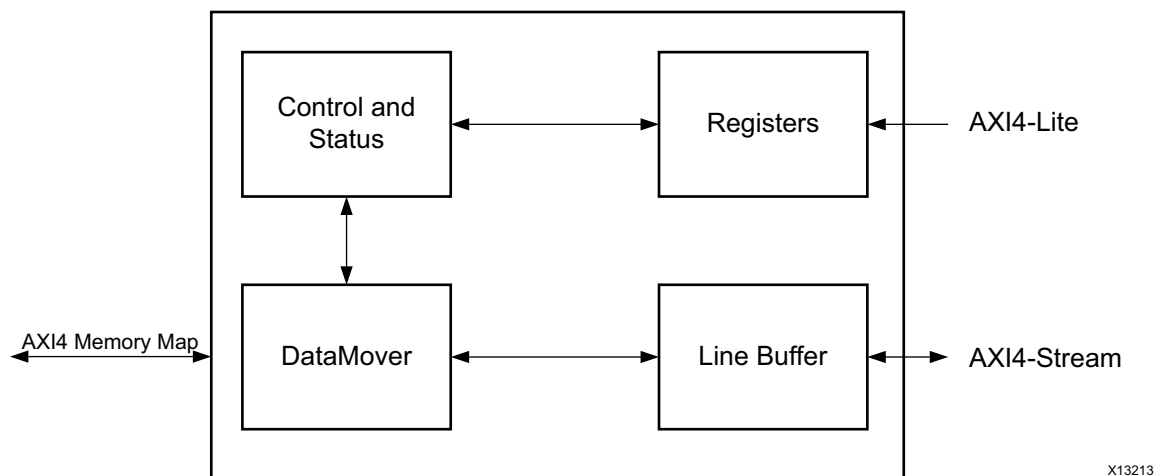 Control and
Status
Registers
AXI4-Lite
AXI4 Memory Map
DataMover
Line Buffer
AXI4-Stream
X13213